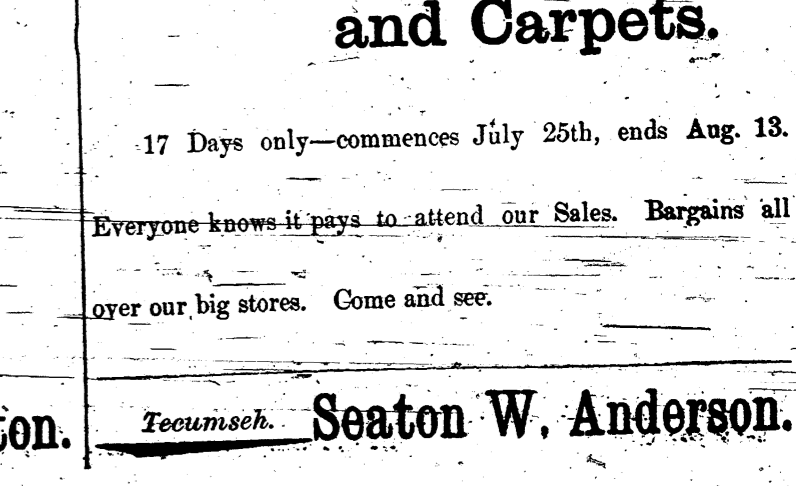 and Carpets.
17 Days only—commences July 25th, ends Aug. 13.
Everyone knows it pays to attend our Sales. Bargains all
over our big stores. Come and see.
Tecumseh. Seaton W. Anderson.